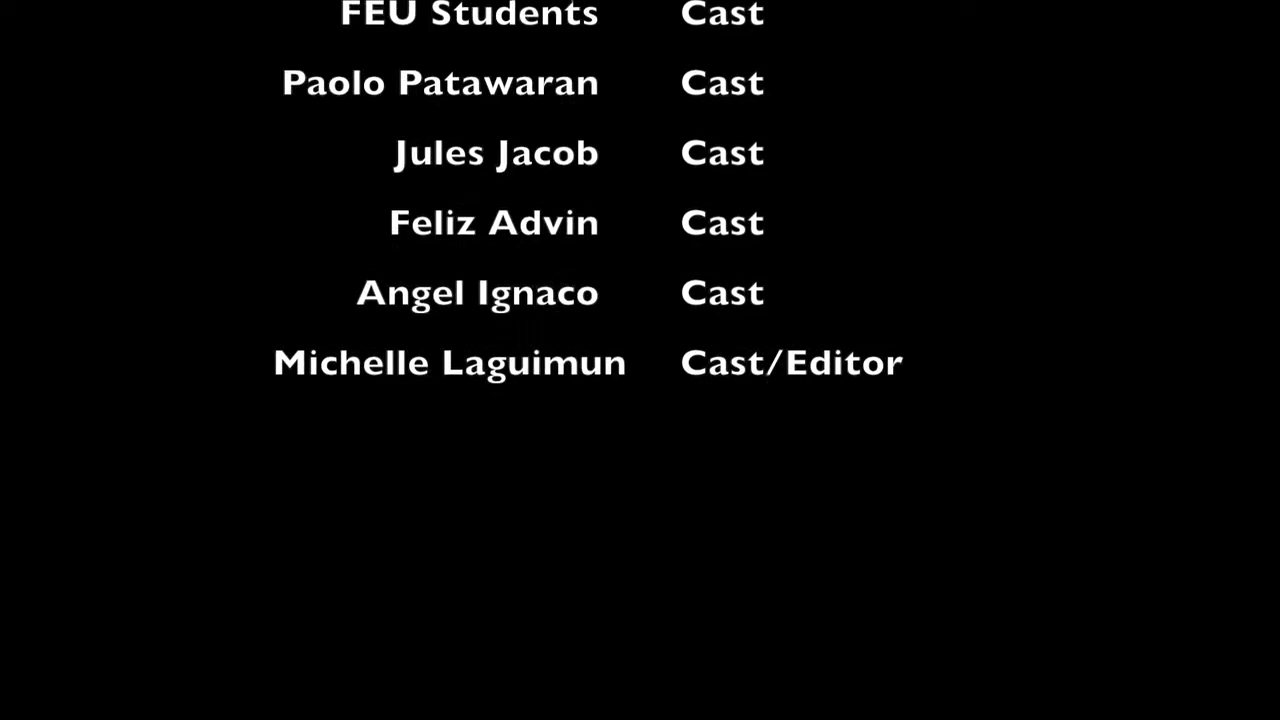 FEU Students Cast
Paolo Patawaran Cast
Jules Jacob Cast
Feliz Advin Cast
Angel Ignaco Cast
Michelle Laguimun Cast/Editor